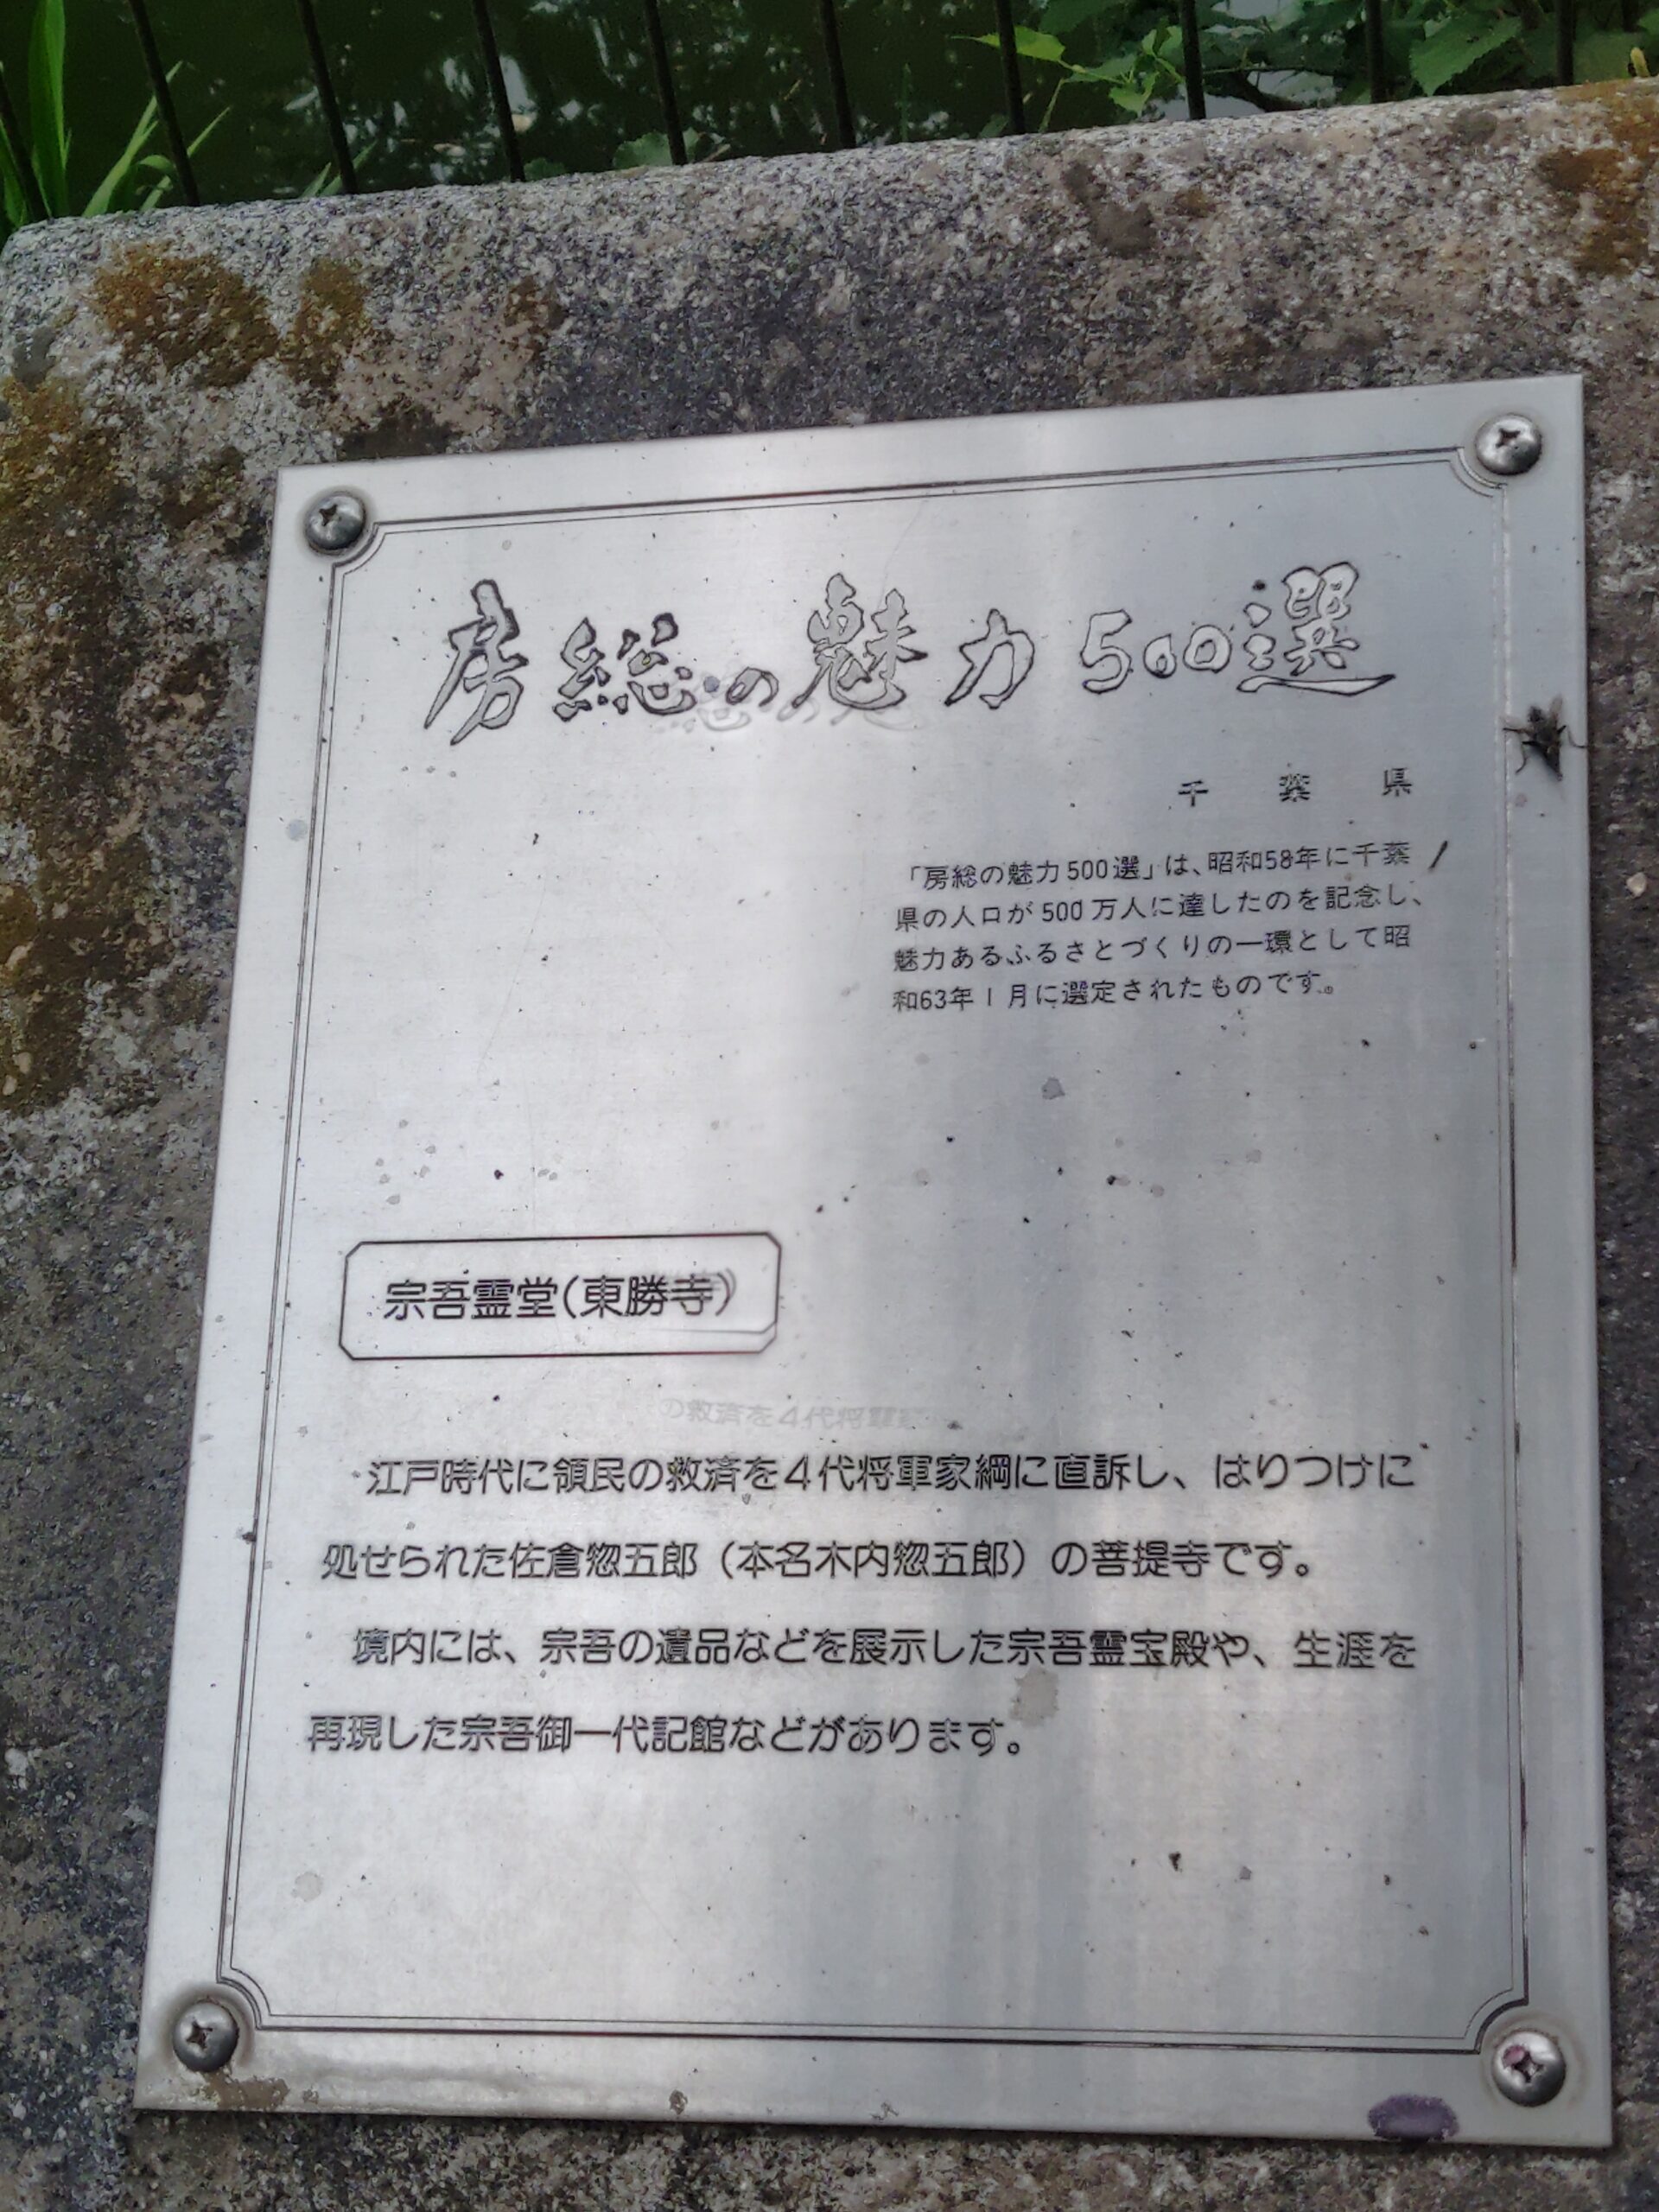 房総の魅力500選
千葉県
「房総の魅力500選」は、昭和58年に千葉
県の人口が500万人に達したのを記念し、
魅力あるふるさとづくりの一環として昭
和63年1月に選定されたものです。
宗吾霊堂(東勝寺)
江戸時代に領民の救済を4代将軍家綱に直訴し、はりつけに
処せられた佐倉惣五郎(本名木内惣五郎)の菩提寺です。
境内には、宗吾の遺品などを展示した宗吾霊宝殿や、生涯を
再現した宗吾御一代記館などがあります。